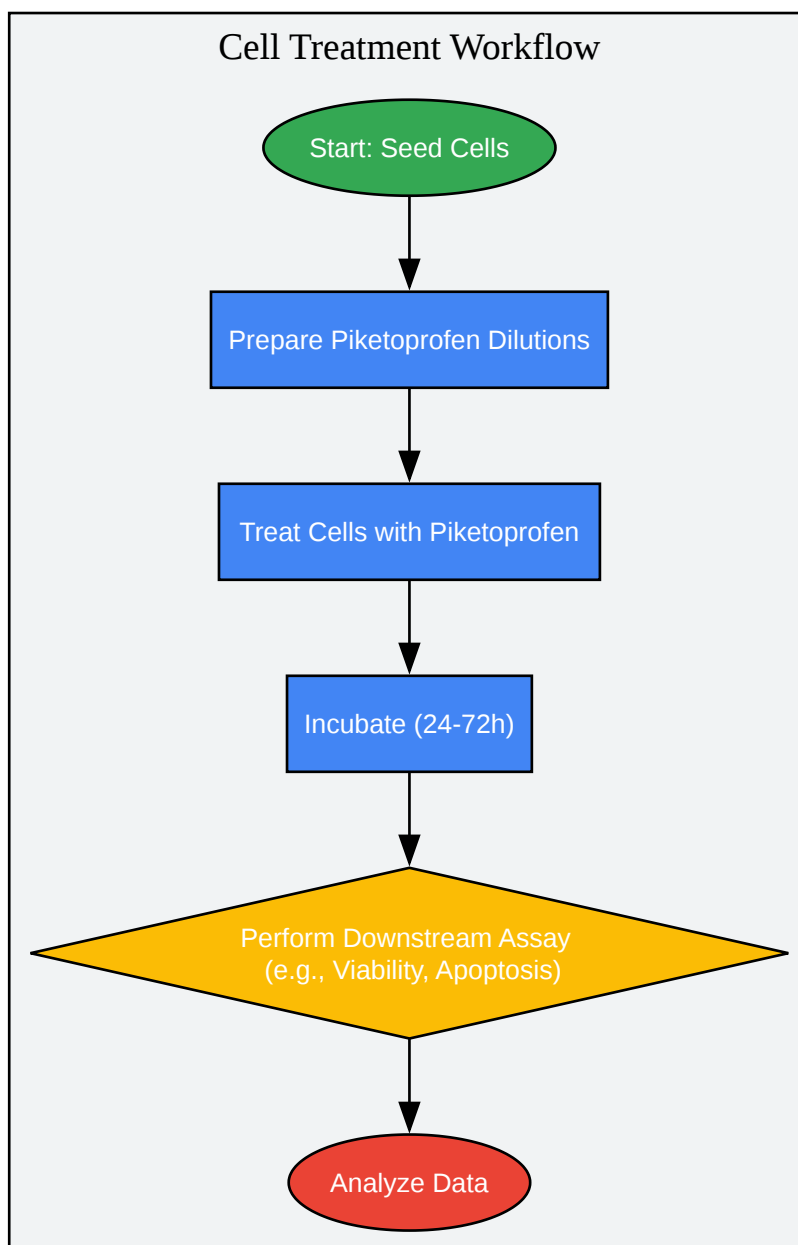 Cell Treatment Workflow
Start: Seed Cells
Prepare Piketoprofen Dilutions
Treat Cells with Piketoprofen
Incubate (24-72h)
Perform Downstream Assay
(e.g., Viability, Apoptosis)
Analyze Data